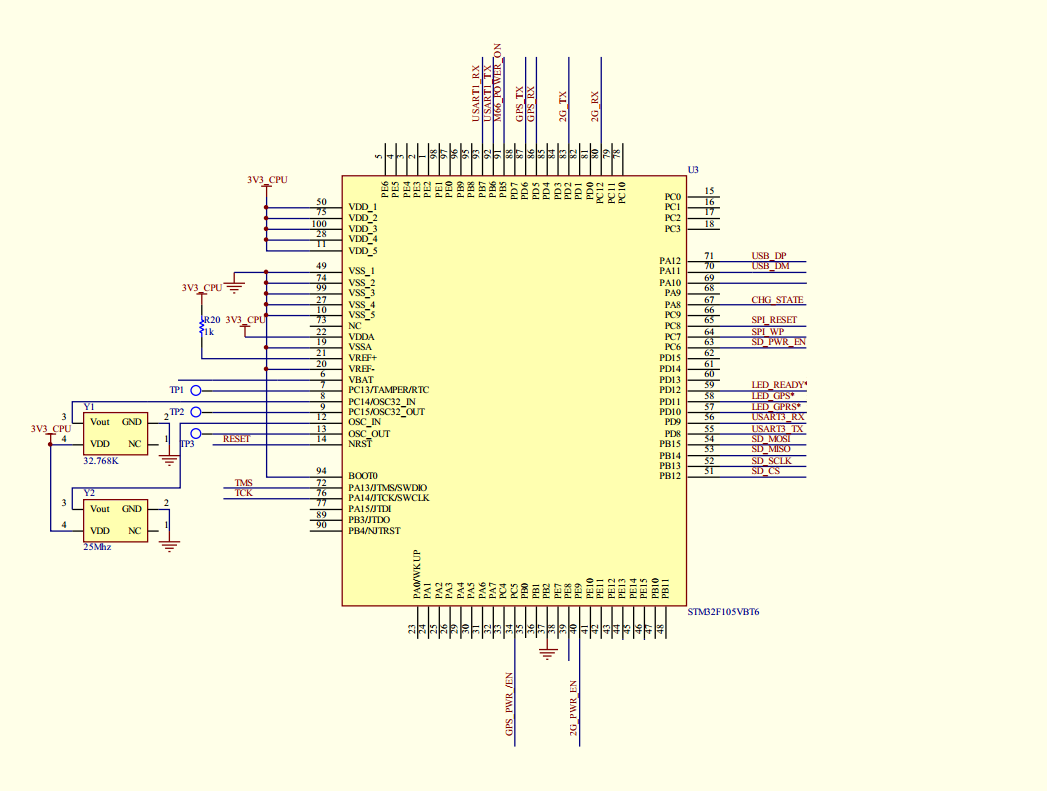 USART1_RX
USART1_TX
M66_POWER_ON
GPS_TX
GPS_RX
2G_TX
2G_RX
5 4 3 2 1 98 97 96 95 93 92 91 88 87 86 85 84 83 82 81 80 79 78
PE6 PE5 PE4 PE3 PE2 PE1 PE0 PB9 PB8 PB7 PB6 PB5 PD7 PD6 PD5 PD4 PD3 PD2 PD1 PD0 PC12 PC11 PC10
U3
3V3_CPU
50 VDD_1
75 VDD_2
100 VDD_3
28 VDD_4
11 VDD_5
49 VSS_1
74 VSS_2
99 VSS_3
27 VSS_4
10 VSS_5
73 NC
22 VDDA
19 VSSA
21 VREF+
20 VREF-
6 VBAT
7 PC13/TAMPER/RTC
8 PC14/OSC32_IN
9 PC15/OSC32_OUT
12 OSC_IN
13 OSC_OUT
14 NRST
94 BOOT0
72 PA13/JTMS/SWDIO
76 PA14/JTCK/SWCLK
77 PA15/JTDI
89 PB3/JTDO
90 PB4/NJTRST
3V3_CPU
R20
1k
3V3_CPU
TP1
TP2
TP3
RESET
TMS
TCK
3V3_CPU
Y1
3 Vout GND 2
4 VDD NC 1
32.768K
Y2
3 Vout GND 2
4 VDD NC 1
25Mhz
PC0 15
PC1 16
PC2 17
PC3 18
PA12 71 USB_DP
PA11 70 USB_DM
PA10 69
PA9 68
PA8 67 CHG_STATE
PC9 66
PC8 65 SPI_RESET
PC7 64 SPI_WP
PC6 63 SD_PWR_EN
PD15 62
PD14 61
PD13 60
PD12 59 LED_READY*
PD11 58 LED_GPS*
PD10 57 LED_GPRS*
PD9 56 USART3_RX
PD8 55 USART3_TX
PB15 54 SD_MOSI
PB14 53 SD_MISO
PB13 52 SD_SCLK
PB12 51 SD_CS
PA0/WKUP PA1 PA2 PA3 PA4 PA5 PA6 PA7 PC4 PC5 PB0 PB1 PB2 PE7 PE8 PE9 PE10 PE11 PE12 PE13 PE14 PE15 PB10 PB11
STM32F105VBT6
23 24 25 26 29 30 31 32 33 34 35 36 37 38 39 40 41 42 43 44 45 46 47 48
GPS_PWR_/EN
2G_PWR_EN